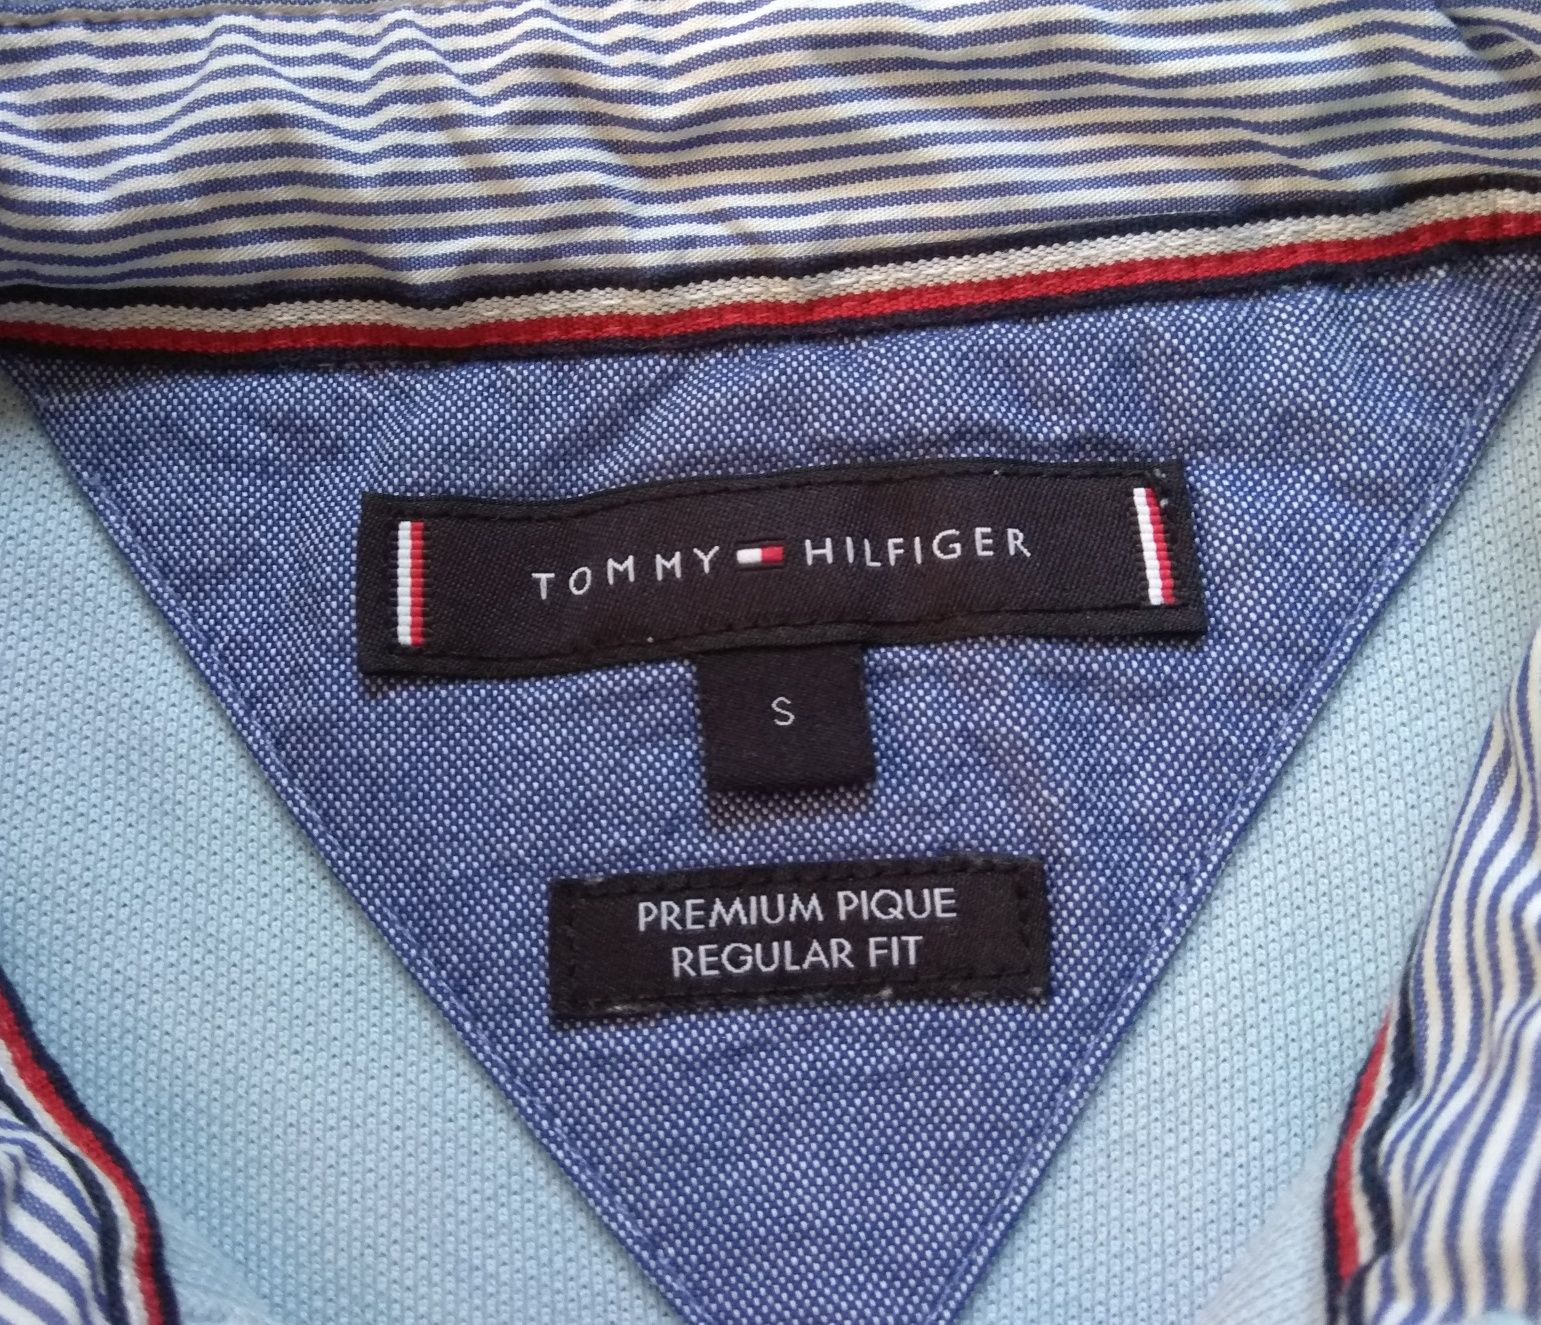 TOMMY HILFIGER
S
PREMIUM PIQUE
REGULAR FIT